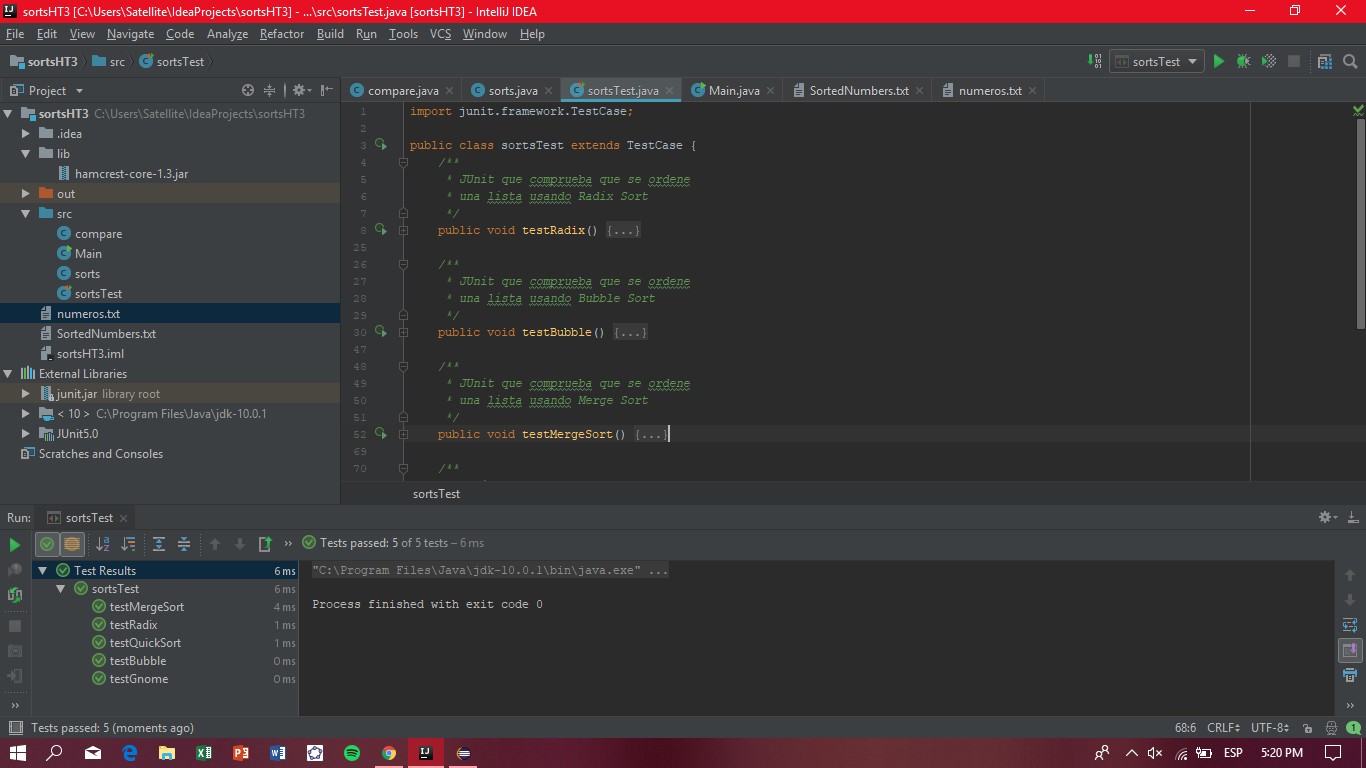 sortsHT3 [C:\Users\Satellite\IdeaProjects\sortsHT3] - ...\src\sortsTest.java [sortsHT3] - IntelliJ IDEA
File Edit View Navigate Code Analyze Refactor Build Run Tools VCS Window Help
sortsHT3 src sortsTest
sortsTest
Project
compare.java sorts.java sortsTest.java Main.java SortedNumbers.txt numeros.txt
sortsHT3 C:\Users\Satellite\IdeaProjects\sortsHT3
.idea
lib
hamcrest-core-1.3.jar
out
src
compare
Main
sorts
sortsTest
numeros.txt
SortedNumbers.txt
sortsHT3.iml
External Libraries
junit.jar library root
< 10 > C:\Program Files\Java\jdk-10.0.1
JUnit5.0
Scratches and Consoles
1 import junit.framework.TestCase;
2
3 public class sortsTest extends TestCase {
4 /**
5 * JUnit que comprueba que se ordene
6 * una lista usando Radix Sort
7 */
8 public void testRadix() {...}
25
26 /**
27 * JUnit que comprueba que se ordene
28 * una lista usando Bubble Sort
29 */
30 public void testBubble() {...}
47
48 /**
49 * JUnit que comprueba que se ordene
50 * una lista usando Merge Sort
51 */
52 public void testMergeSort() {...}
69
70 /**
sortsTest
Run: sortsTest
Tests passed: 5 of 5 tests – 6 ms
Test Results 6 ms
sortsTest 6 ms
testMergeSort 4 ms
testRadix 1 ms
testQuickSort 1 ms
testBubble 0 ms
testGnome 0 ms
"C:\Program Files\Java\jdk-10.0.1\bin\java.exe" ...
Process finished with exit code 0
Tests passed: 5 (moments ago)
68:6 CRLF UTF-8 1
ESP 5:20 PM